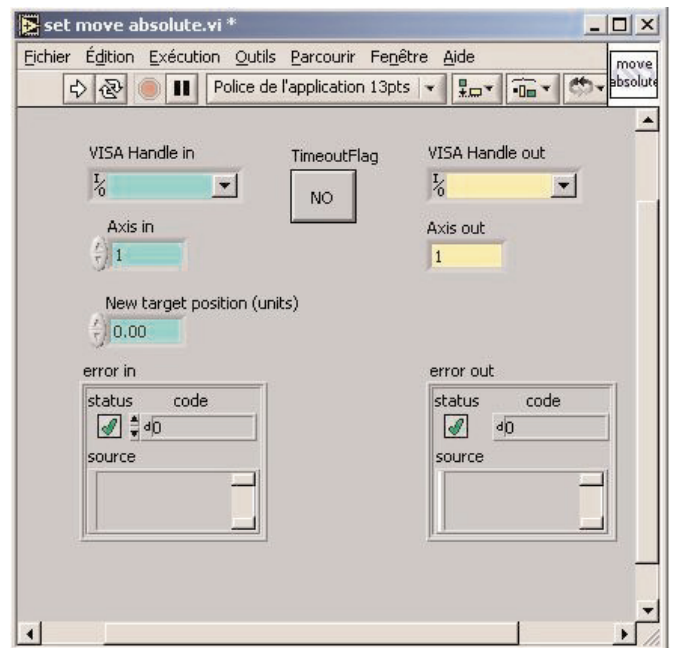 set move absolute.vi *
Fichier Édition Exécution Outils Parcourir Fenêtre Aide
move absolute
Police de l'application 13pts
VISA Handle in
TimeoutFlag
VISA Handle out
I/O
NO
I/O
Axis in
Axis out
1
1
New target position (units)
0.00
error in
error out
status code
status code
d0
d0
source
source